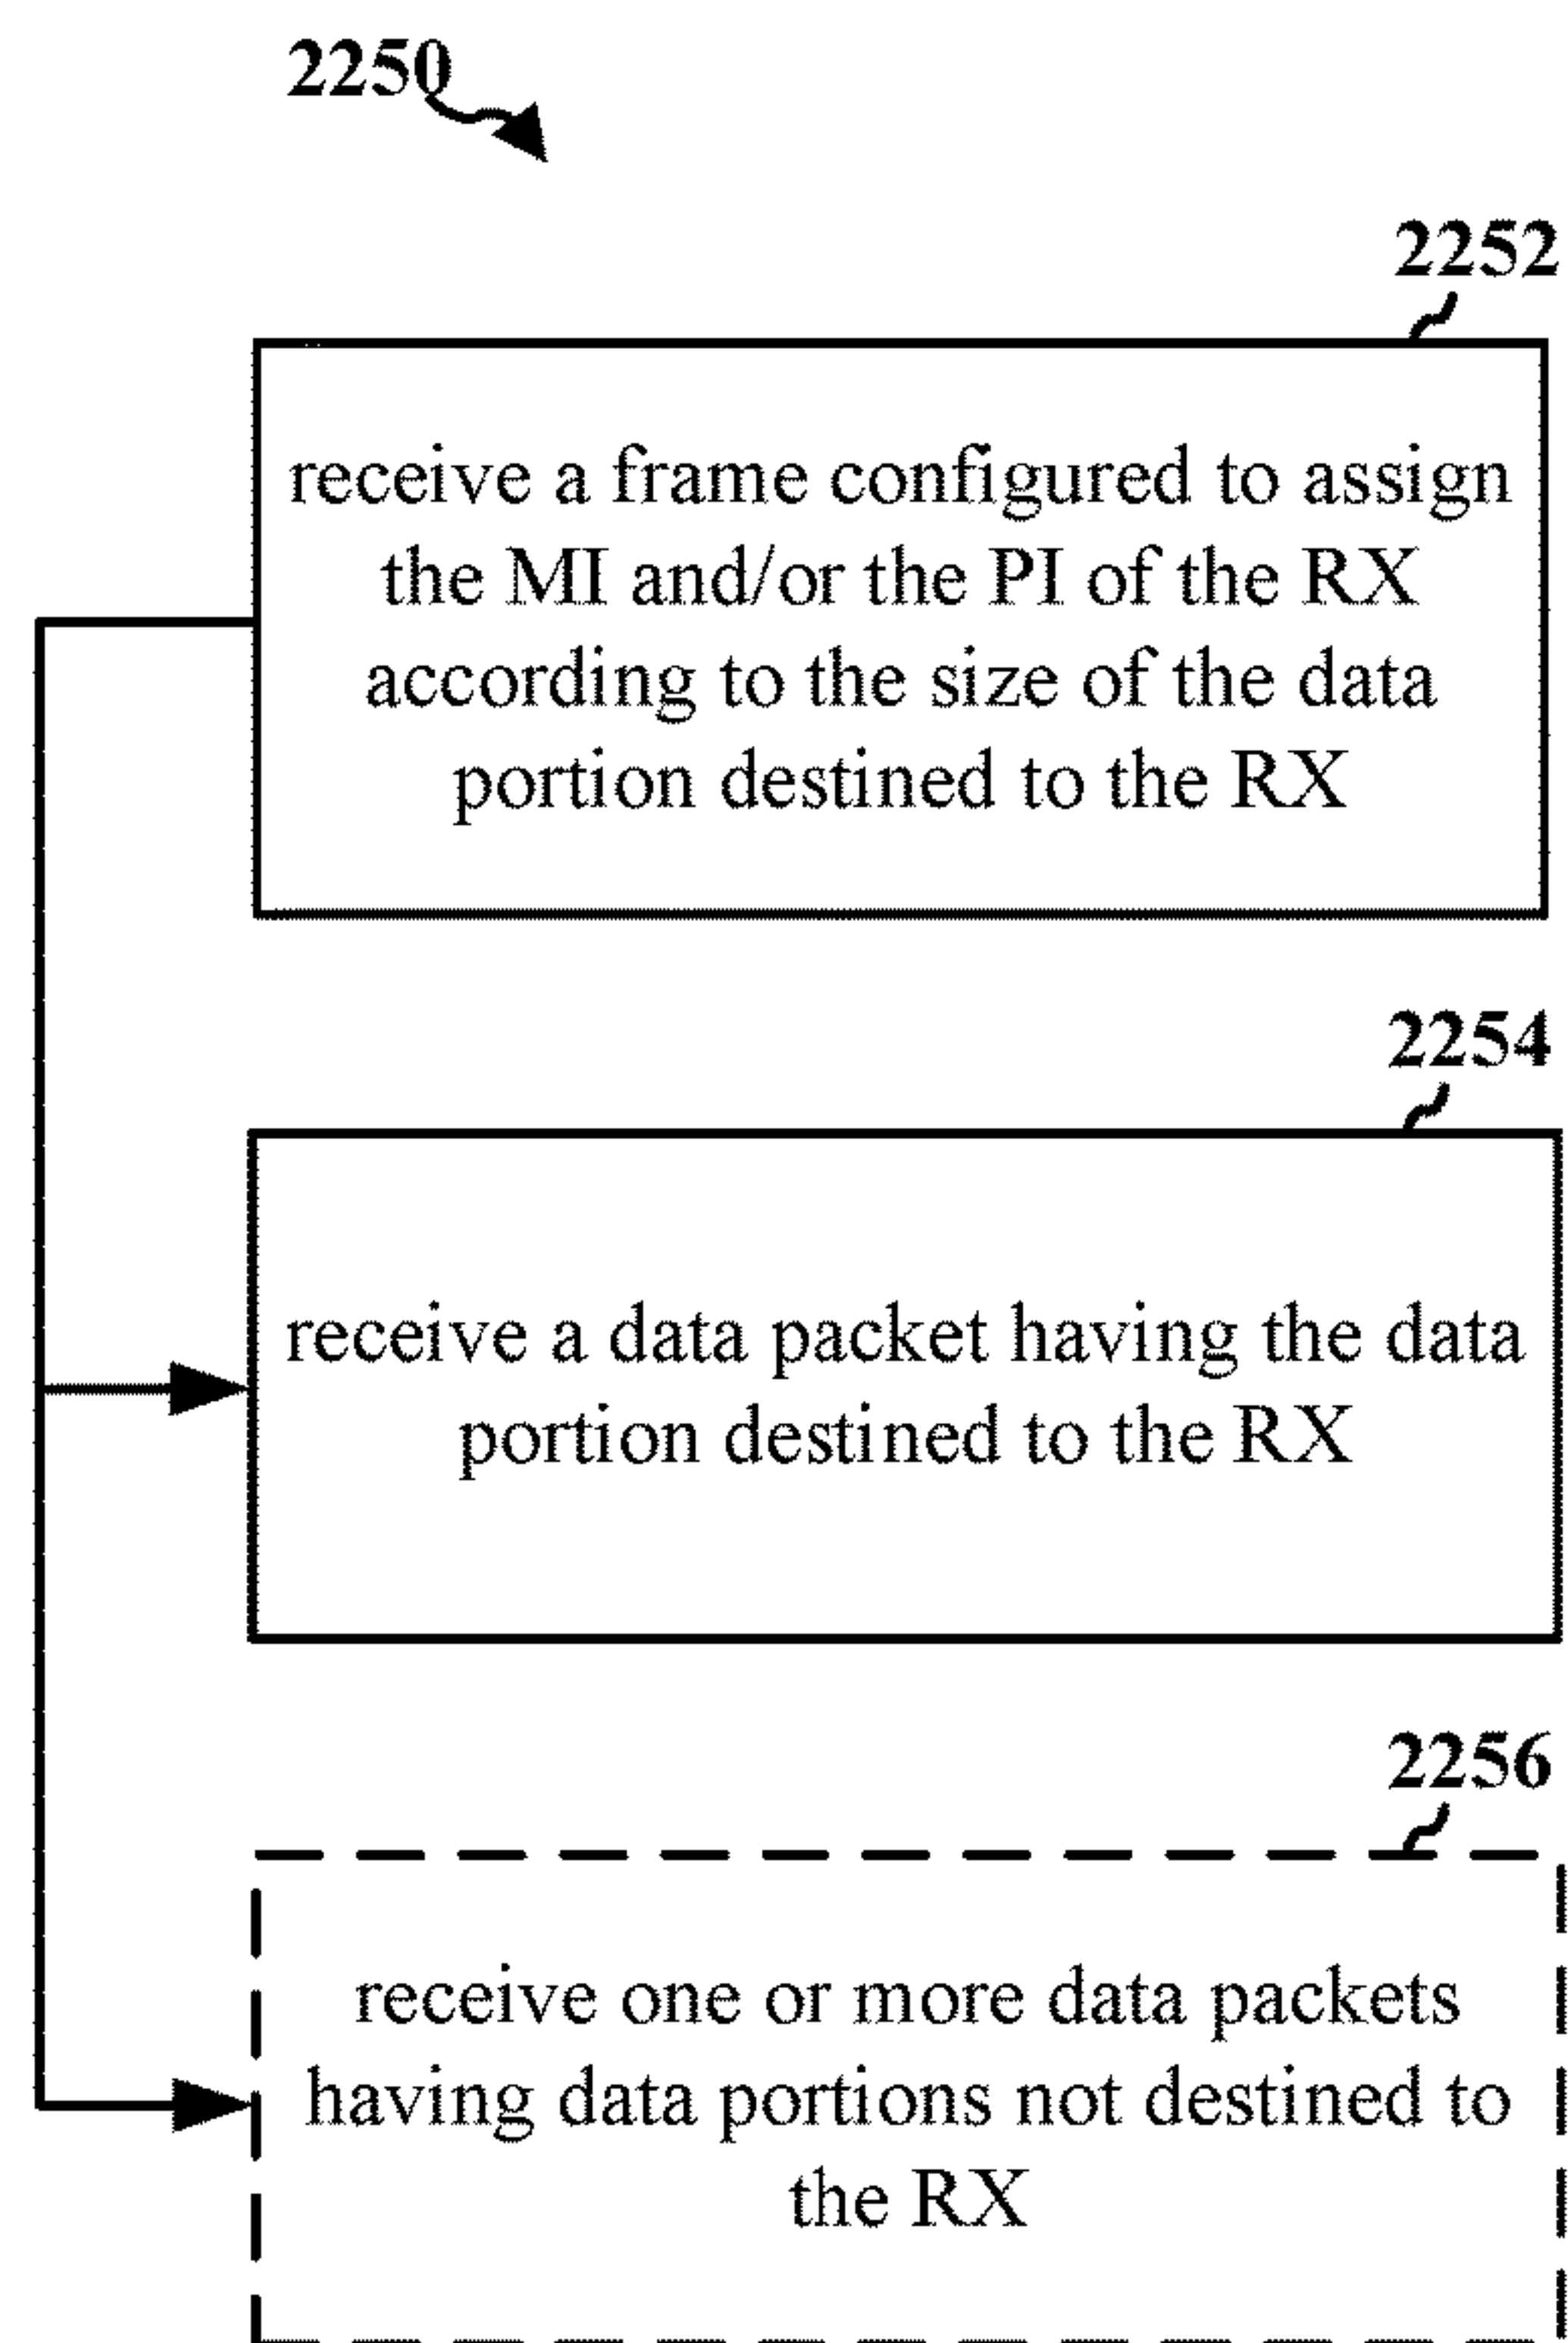 2250
2252
receive a frame configured to assign
the MI and/or the PI of the RX
according to the size of the data
portion destined to the RX
2254
receive a data packet having the data
portion destined to the RX
2256
receive one or more data packets
having data portions not destined to
the RX